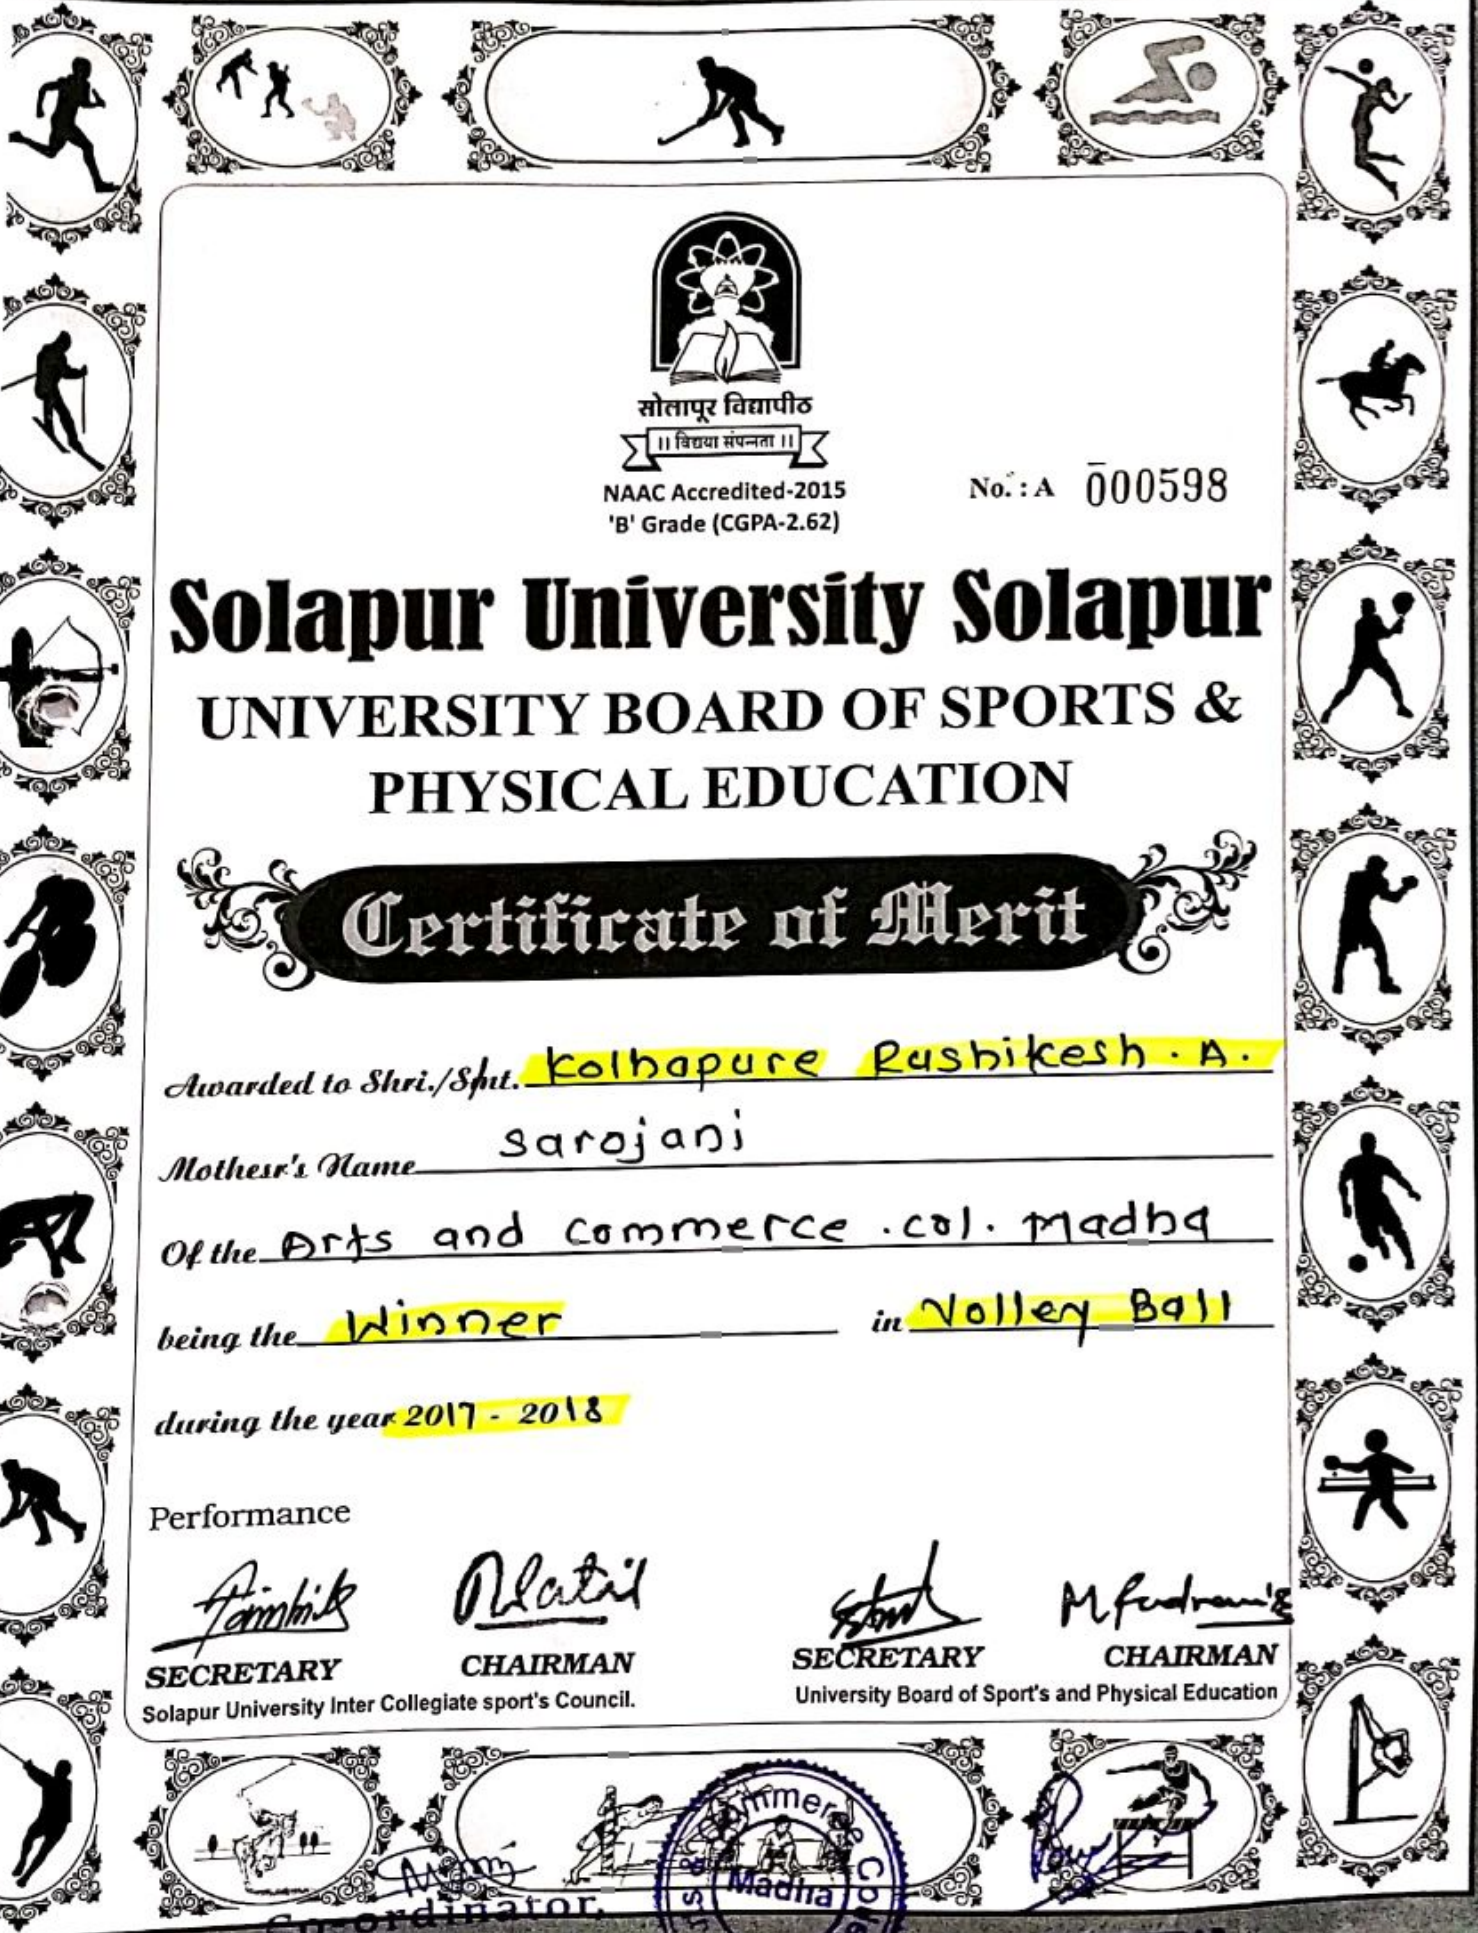 सोलापूर विद्यापीठ
।। विद्यया संपन्नता ।।
NAAC Accredited-2015
'B' Grade (CGPA-2.62)
No. : A 000598
Solapur University Solapur
UNIVERSITY BOARD OF SPORTS &
PHYSICAL EDUCATION
Certificate of Merit
Awarded to Shri./Smt. Kolhapure Rushikesh . A.
Mothesr's Name Sarojani
Of the Arts and commerce . col. Madha
being the Winner in Volley Ball
during the year 2017 - 2018
Performance
SECRETARY CHAIRMAN SECRETARY CHAIRMAN
Solapur University Inter Collegiate sport's Council. University Board of Sport's and Physical Education
Commerce
Madha
Co-ordinator.